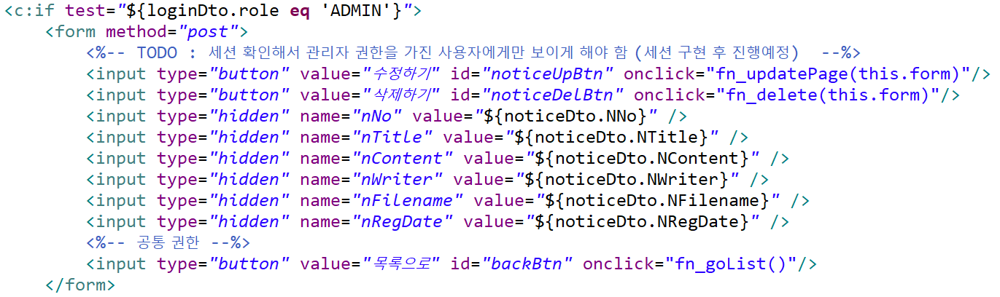 <c:if test="${loginDto.role eq 'ADMIN'}">
<form method="post">
<%-- TODO : 세션 확인해서 관리자 권한을 가진 사용자에게만 보이게 해야 함 (세션 구현 후 진행예정) --%>
<input type="button" value="수정하기" id="noticeUpBtn" onclick="fn_updatePage(this.form)"/>
<input type="button" value="삭제하기" id="noticeDelBtn" onclick="fn_delete(this.form)"/>
<input type="hidden" name="nNo" value="${noticeDto.NNo}" />
<input type="hidden" name="nTitle" value="${noticeDto.NTitle}" />
<input type="hidden" name="nContent" value="${noticeDto.NContent}" />
<input type="hidden" name="nWriter" value="${noticeDto.NWriter}" />
<input type="hidden" name="nFilename" value="${noticeDto.NFilename}" />
<input type="hidden" name="nRegDate" value="${noticeDto.NRegDate}" />
<%-- 공통 권한 --%>
<input type="button" value="목록으로" id="backBtn" onclick="fn_goList()"/>
</form>